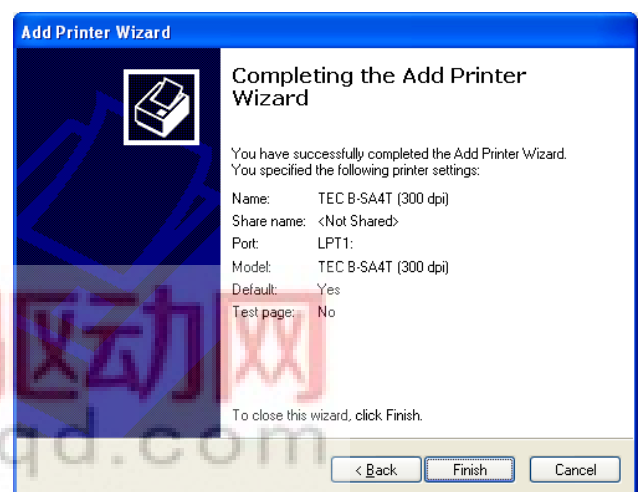 Add Printer Wizard
Completing the Add Printer
Wizard
You have successfully completed the Add Printer Wizard.
You specified the following printer settings:
Name: TEC B-SA4T (300 dpi)
Share name: <Not Shared>
Port: LPT1:
Model: TEC B-SA4T (300 dpi)
Default: Yes
Test page: No
驱动网
To close this wizard, click Finish.
qd.com
< Back Finish Cancel